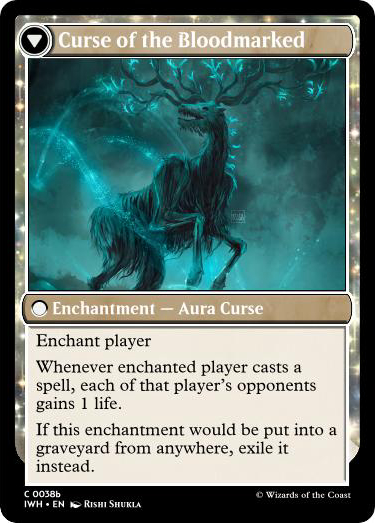 Curse of the Bloodmarked
Enchantment — Aura Curse
Enchant player
Whenever enchanted player casts a
spell, each of that player's opponents
gains 1 life.
If this enchantment would be put into a
graveyard from anywhere, exile it
instead.
C 0038b
IWH • EN Rishi Shukla
© Wizards of the Coast